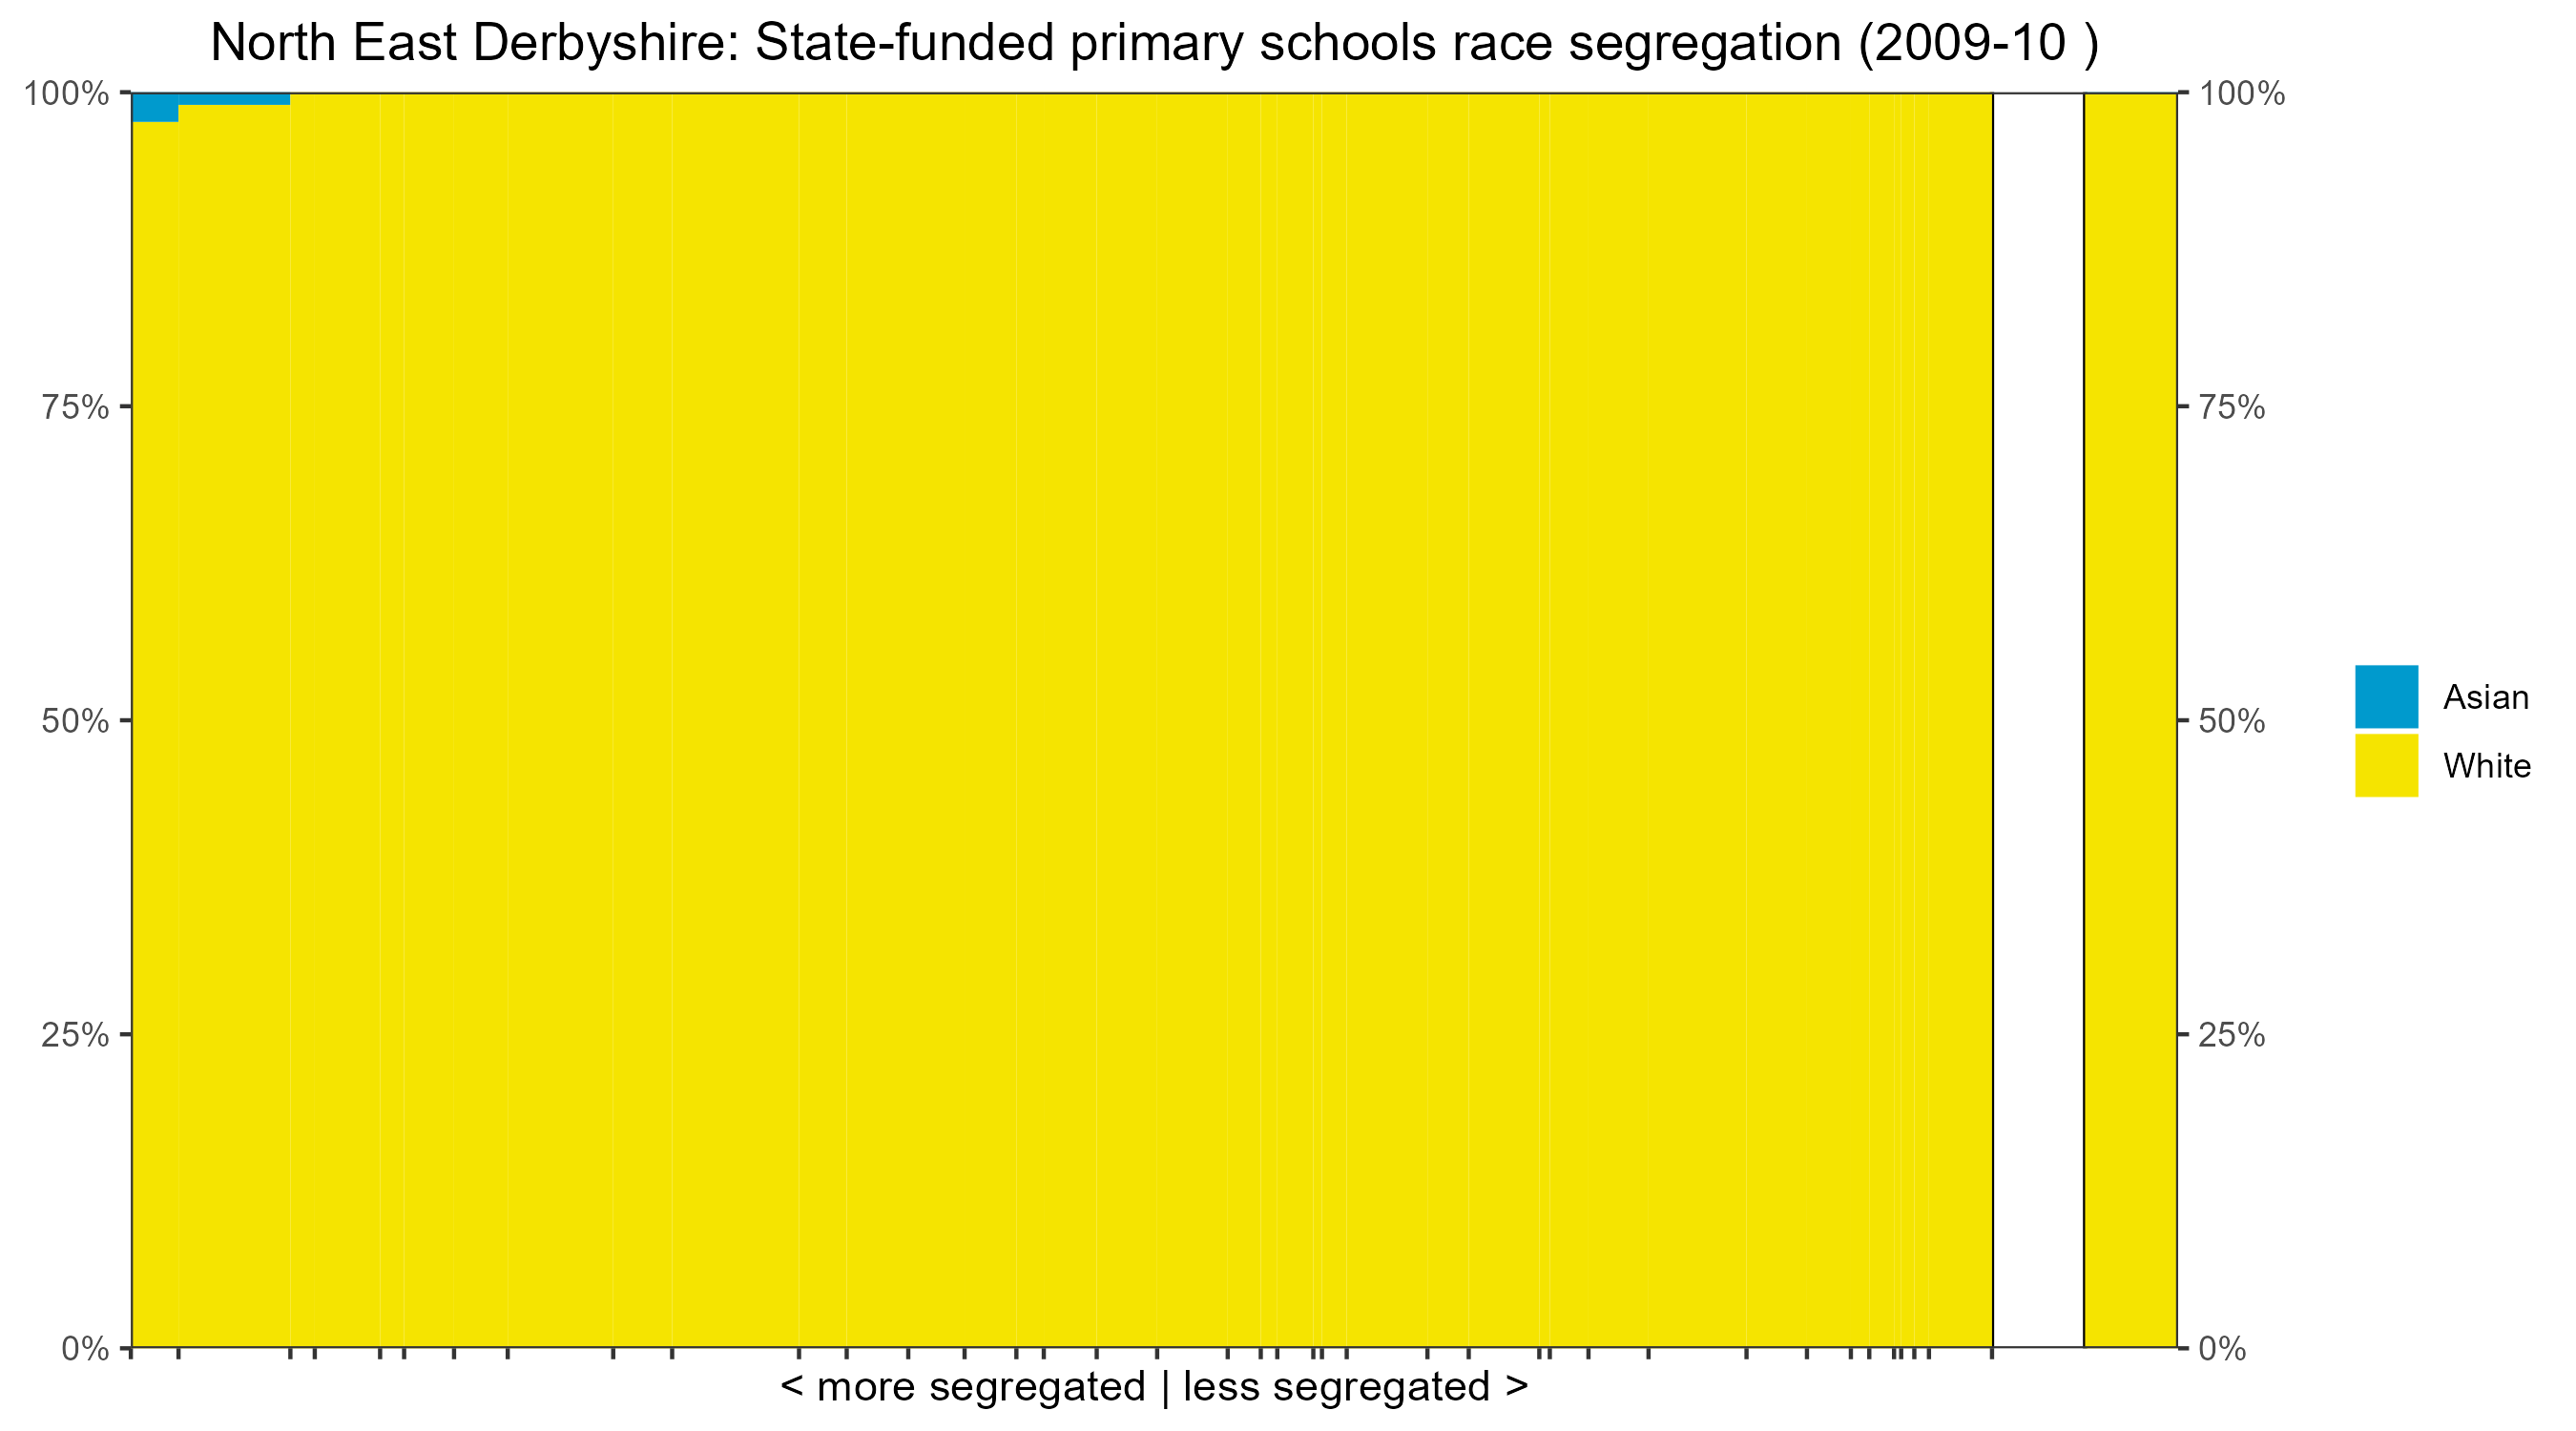 North East Derbyshire: State-funded primary schools race segregation (2009-10 )
100%
75%
50%
25%
0%
100%
75%
50%
25%
0%
Asian
White
< more segregated | less segregated >